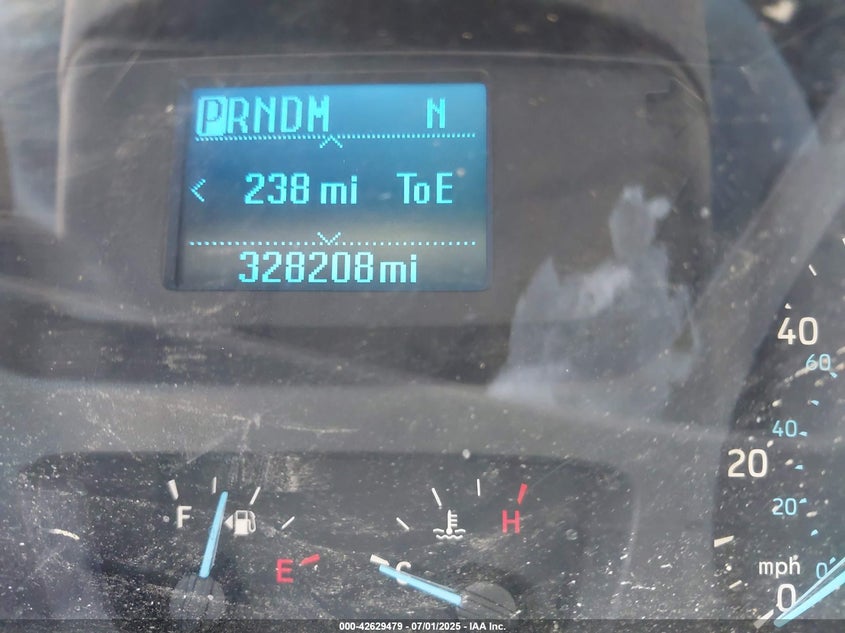 PRNDM N
< 238 mi ToE
328208mi
40
60
40
20
20
F
H
E
C
mph 0
0
000-42629479 - 07/01/2025 - IAA Inc.